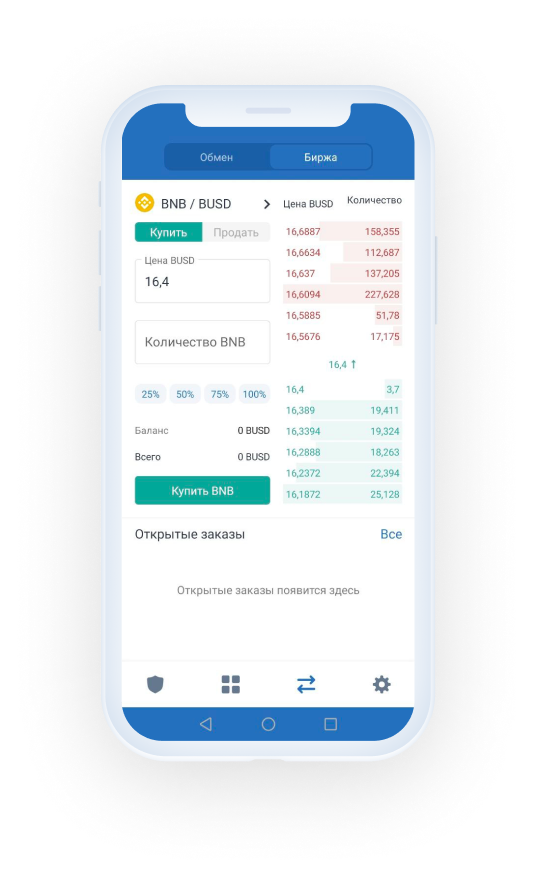 Обмен Биржа
BNB / BUSD
Купить Продать
Цена BUSD
16,4
Количество BNB
25% 50% 75% 100%
Баланс 0 BUSD
Всего 0 BUSD
Купить BNB
Цена BUSD Количество
16,6887 158,355
16,6634 112,687
16,637 137,205
16,6094 227,628
16,5885 51,78
16,5676 17,175
16,4 ↑
16,4 3,7
16,389 19,411
16,3394 19,324
16,2888 18,263
16,2372 22,394
16,1872 25,128
Открытые заказы Все
Открытые заказы появится здесь